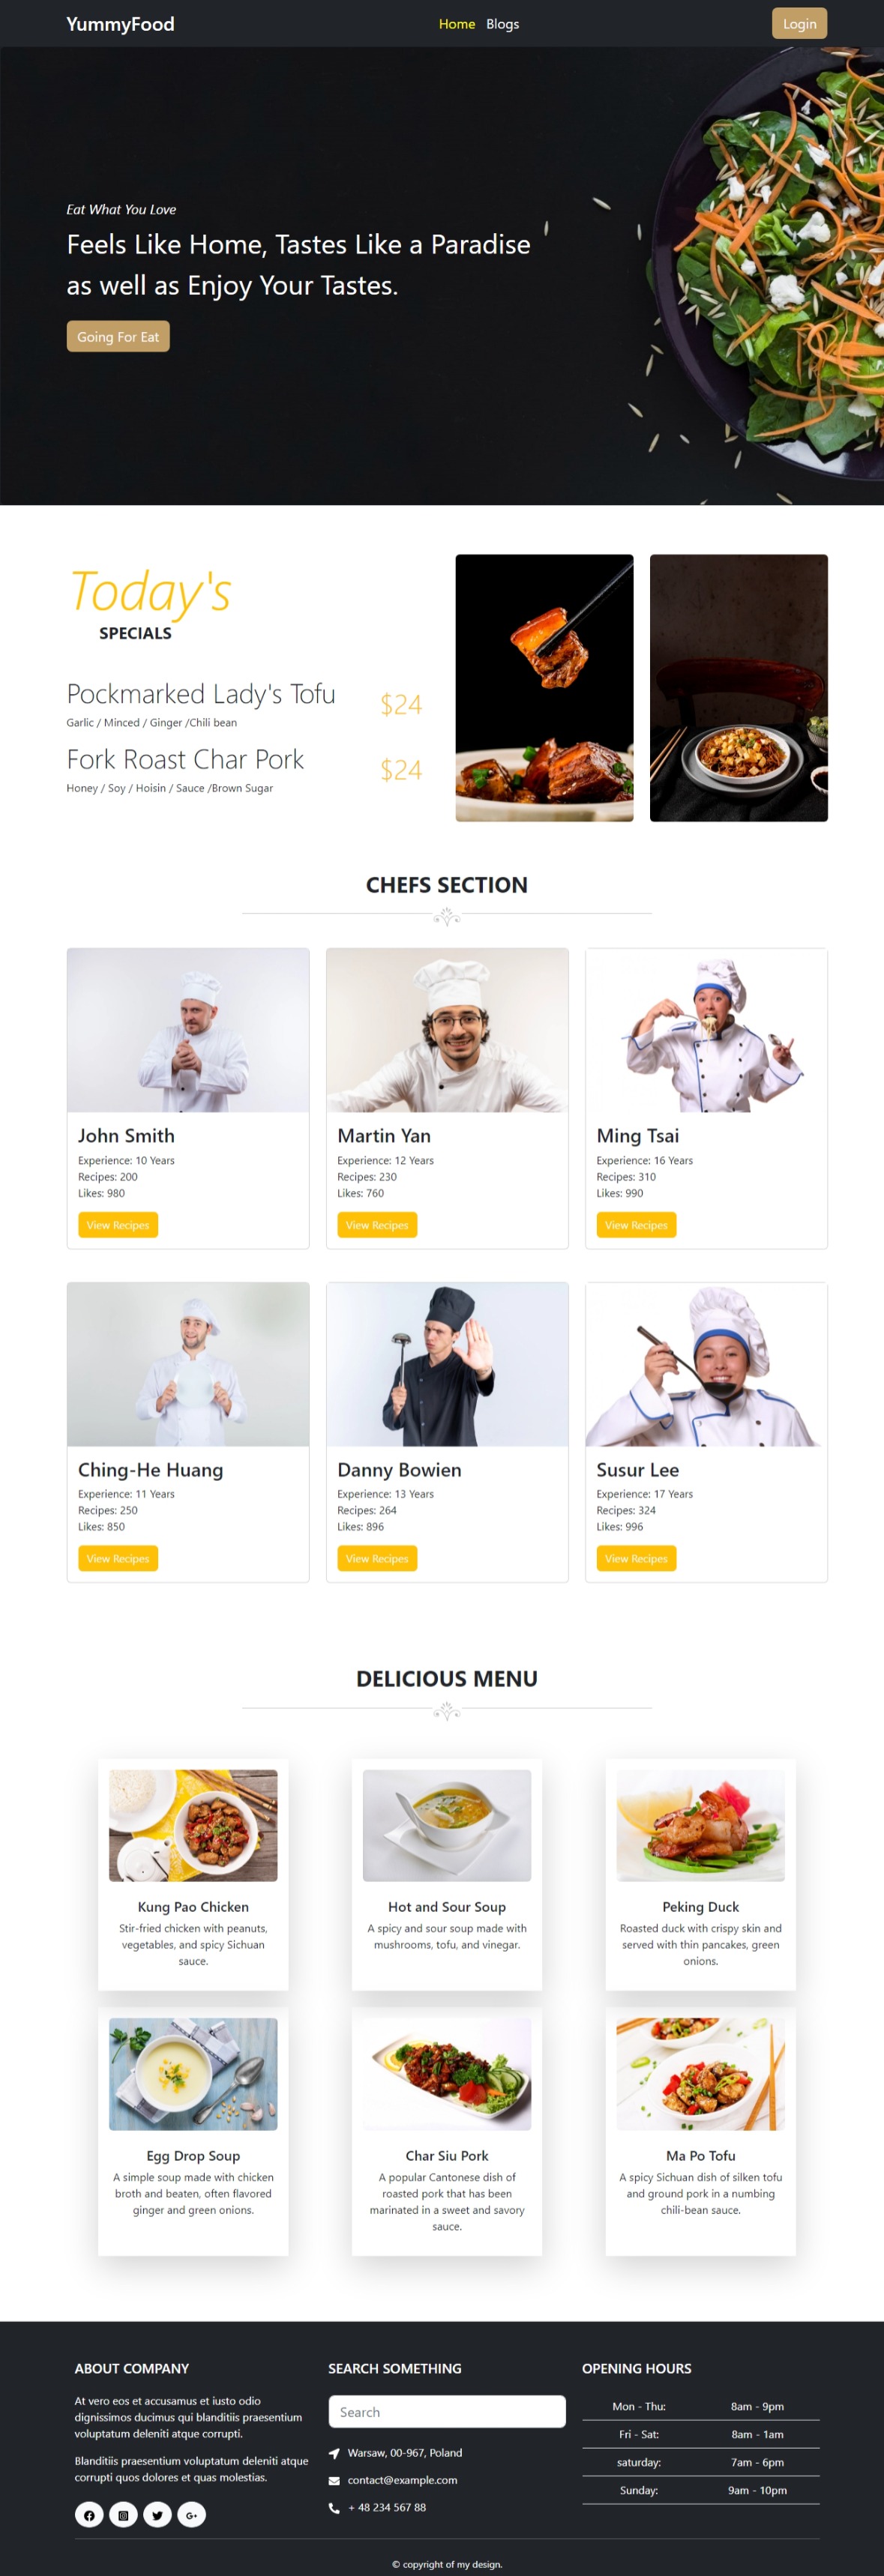 YummyFood
Home Blogs
Login
Eat What You Love
Feels Like Home, Tastes Like a Paradise
as well as Enjoy Your Tastes.
Going For Eat
Today's
SPECIALS
Pockmarked Lady's Tofu
$24
Garlic / Minced / Ginger /Chili bean
Fork Roast Char Pork
$24
Honey / Soy / Hoisin / Sauce /Brown Sugar
CHEFS SECTION
John Smith
Experience: 10 Years
Recipes: 200
Likes: 980
View Recipes
Martin Yan
Experience: 12 Years
Recipes: 230
Likes: 760
View Recipes
Ming Tsai
Experience: 16 Years
Recipes: 310
Likes: 990
View Recipes
Ching-He Huang
Experience: 11 Years
Recipes: 250
Likes: 850
View Recipes
Danny Bowien
Experience: 13 Years
Recipes: 264
Likes: 896
View Recipes
Susur Lee
Experience: 17 Years
Recipes: 324
Likes: 996
View Recipes
DELICIOUS MENU
Kung Pao Chicken
Stir-fried chicken with peanuts,
vegetables, and spicy Sichuan
sauce.
Hot and Sour Soup
A spicy and sour soup made with
mushrooms, tofu, and vinegar.
Peking Duck
Roasted duck with crispy skin and
served with thin pancakes, green
onions.
Egg Drop Soup
A simple soup made with chicken
broth and beaten, often flavored
ginger and green onions.
Char Siu Pork
A popular Cantonese dish of
roasted pork that has been
marinated in a sweet and savory
sauce.
Ma Po Tofu
A spicy Sichuan dish of silken tofu
and ground pork in a numbing
chili-bean sauce.
ABOUT COMPANY
At vero eos et accusamus et iusto odio
dignissimos ducimus qui blanditiis praesentium
voluptatum deleniti atque corrupti.
Blanditiis praesentium voluptatum deleniti atque
corrupti quos dolores et quas molestias.
SEARCH SOMETHING
Search
Warsaw, 00-967, Poland
contact@example.com
+ 48 234 567 88
OPENING HOURS
Mon - Thu: 8am - 9pm
Fri - Sat: 8am - 1am
saturday: 7am - 6pm
Sunday: 9am - 10pm
© copyright of my design.